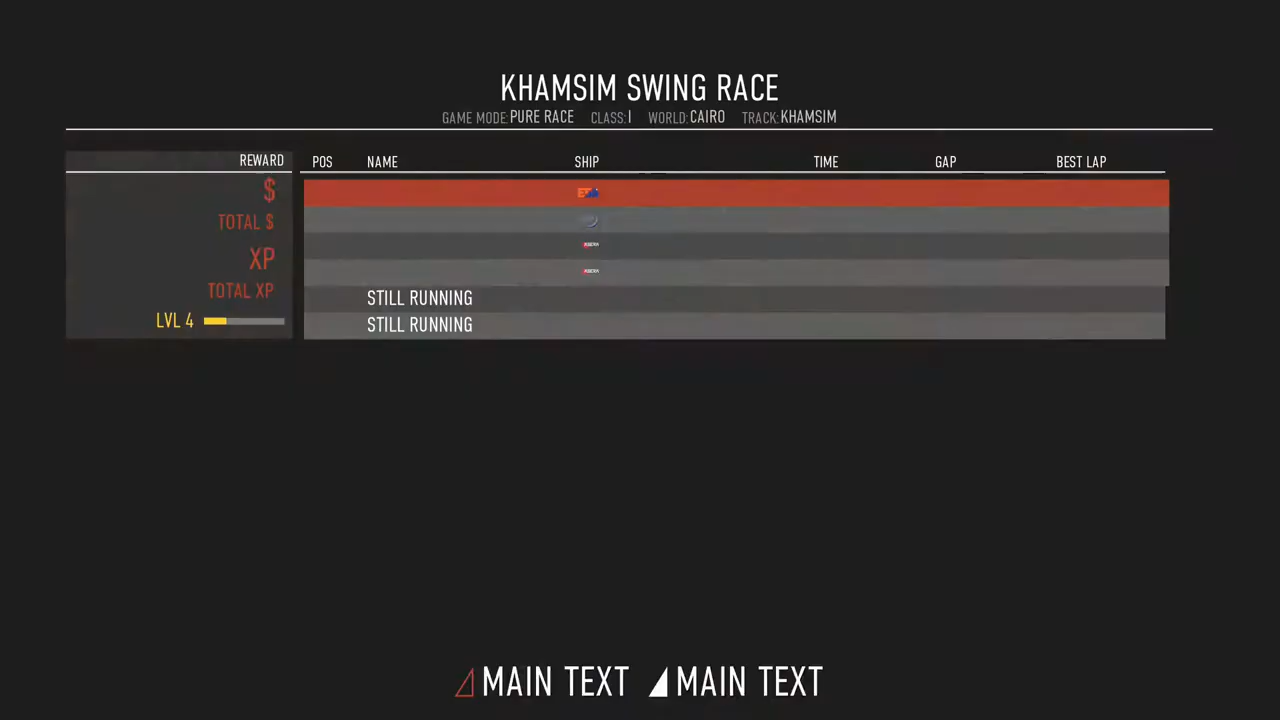 KHAMSIM SWING RACE
GAME MODE: PURE RACE CLASS: I WORLD: CAIRO TRACK: KHAMSIM
REWARD
$
TOTAL $
XP
TOTAL XP
LVL 4
POS NAME SHIP TIME GAP BEST LAP
STILL RUNNING
STILL RUNNING
MAIN TEXT MAIN TEXT